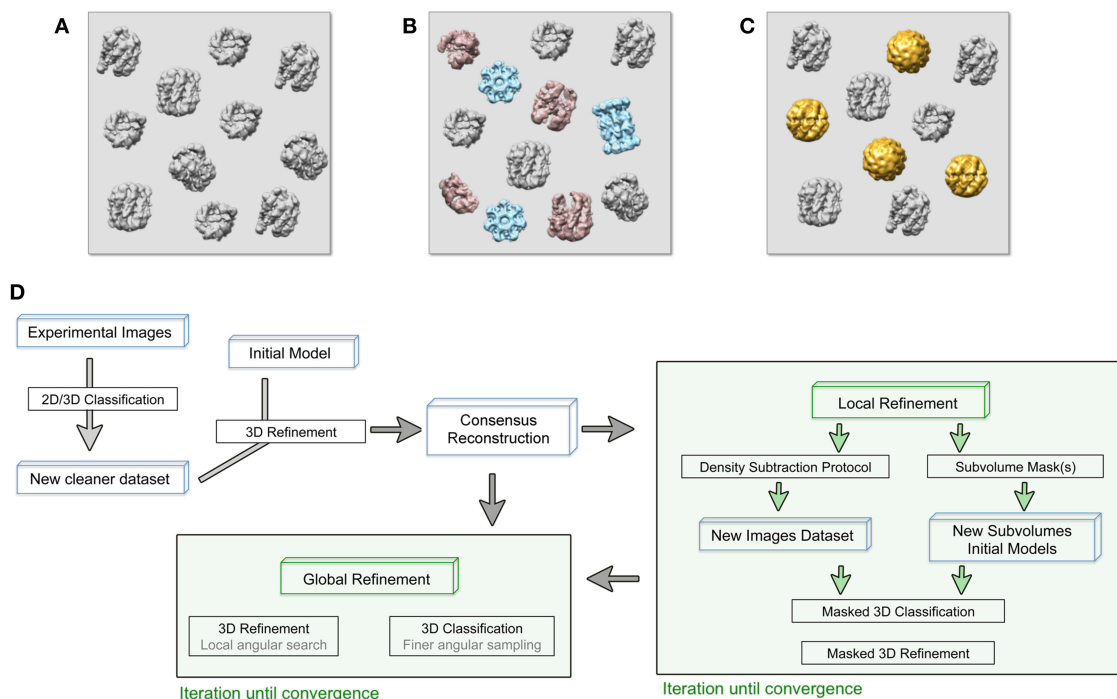 A
B
C
D
Experimental Images
2D/3D Classification
New cleaner dataset
Initial Model
3D Refinement
Consensus
Reconstruction
Global Refinement
3D Refinement
Local angular search
3D Classification
Finer angular sampling
Iteration until convergence
Local Refinement
Density Subtraction Protocol
Subvolume Mask(s)
New Images Dataset
New Subvolumes
Initial Models
Masked 3D Classification
Masked 3D Refinement
Iteration until convergence